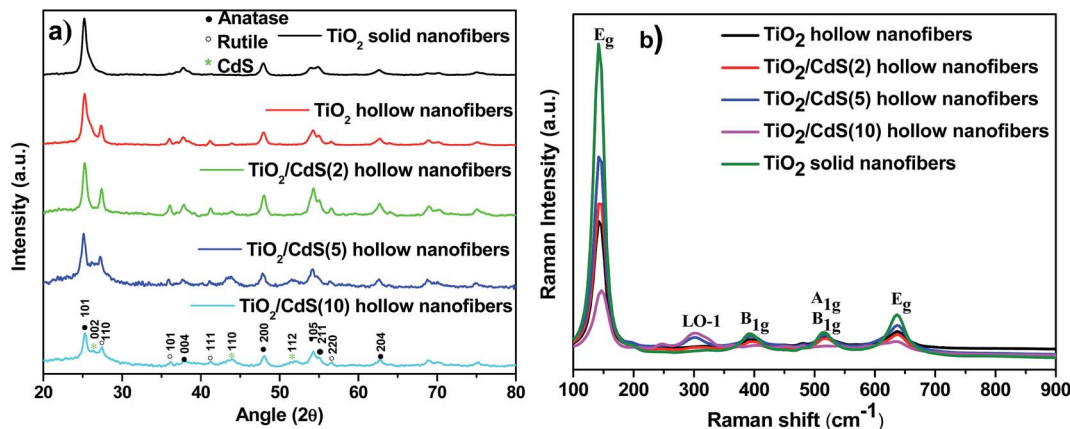 a)
● Anatase
○ Rutile
* CdS
TiO₂ solid nanofibers
TiO₂ hollow nanofibers
TiO₂/CdS(2) hollow nanofibers
TiO₂/CdS(5) hollow nanofibers
TiO₂/CdS(10) hollow nanofibers
101
002
110
101
004
111
110
200
112
105
211
220
204
Intensity (a.u.)
20 30 40 50 60 70 80
Angle (2θ)
b)
TiO₂ hollow nanofibers
TiO₂/CdS(2) hollow nanofibers
TiO₂/CdS(5) hollow nanofibers
TiO₂/CdS(10) hollow nanofibers
TiO₂ solid nanofibers
Eg
LO-1
B1g
A1g
B1g
Eg
Raman Intensity (a.u.)
100 200 300 400 500 600 700 800 900
Raman shift (cm⁻¹)